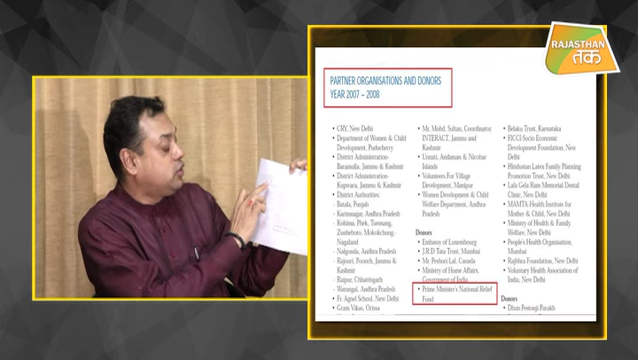 RAJASTHAN
तक
PARTNER ORGANISATIONS AND DONORS
YEAR 2007 – 2008
• CRY, New Delhi
• Department of Women & Child
Development, Puducherry
• District Administration-
Baramulla, Jammu & Kashmir
• District Administration-
Kupwara, Jammu & Kashmir
• District Authorities
- Batala, Punjab
- Karimnagar, Andhra Pradesh
- Kohima, Phek, Tuensang,
Zunheboto, Mokokchung-
Nagaland
- Nalgonda, Andhra Pradesh
- Rajouri, Poonch, Jammu &
Kashmir
- Raipur, Chhattisgarh
- Warangal, Andhra Pradesh
• Fr. Agnel School, New Delhi
• Gram Vikas, Orissa
• Mr. Mohd. Sultan, Coordinator,
INTERACT, Jammu and
Kashmir
• Unnati, Andaman & Nicobar
Islands
• Volunteers For Village
Development, Manipur
• Women Development & Child
Welfare Department, Andhra
Pradesh
Donors
• Embassy of Luxembourg
• J.R.D Tata Trust, Mumbai
• Mr. Peshori Lal, Canada
• Ministry of Home Affairs,
Government of India
• Prime Minister's National Relief
Fund
• Belaku Trust, Karnataka
• FICCI Socio Economic
Development Foundation, New
Delhi
• Hindustan Latex Family Planning
Promotion Trust, New Delhi
• Lala Gela Ram Memorial Dental
Clinic, New Delhi
• MAMTA-Health Institute for
Mother & Child, New Delhi
• Ministry of Health & Family
Welfare, New Delhi
• People's Health Organisation,
Mumbai
• Rajbhra Foundation, New Delhi
• Voluntary Health Association of
India, New Delhi
Donors
• Dhun Pestonji Parakh